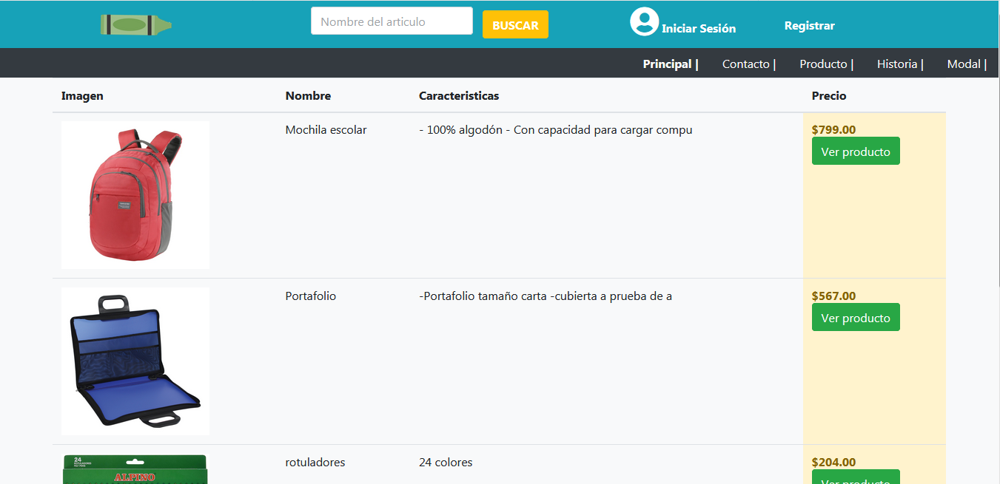 Nombre del articulo
BUSCAR
Iniciar Sesión
Registrar
Principal |
Contacto |
Producto |
Historia |
Modal |
Imagen
Nombre
Caracteristicas
Precio
Mochila escolar
- 100% algodón - Con capacidad para cargar compu
$799.00
Ver producto
Portafolio
-Portafolio tamaño carta -cubierta a prueba de a
$567.00
Ver producto
24
ALPINO
rotuladores
24 colores
$204.00
Ver producto